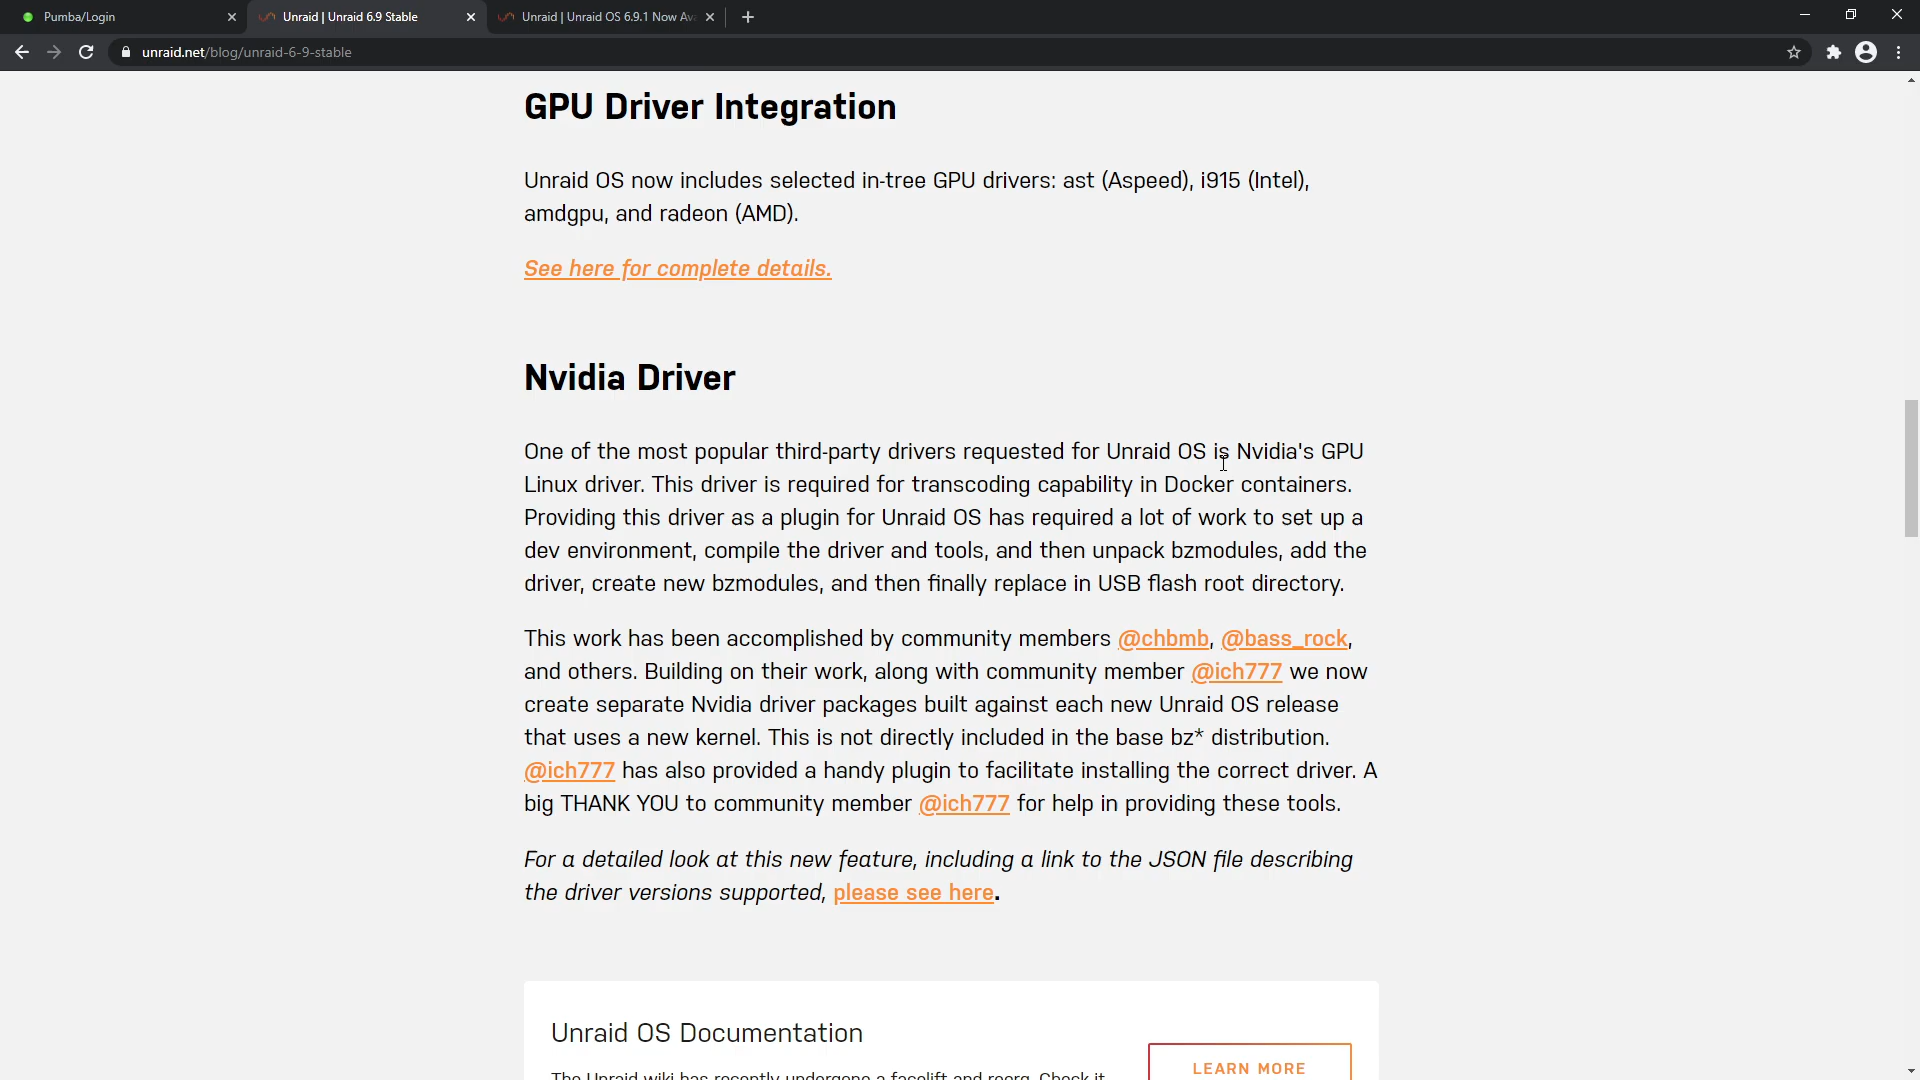 Pumba/Login
Unraid | Unraid 6.9 Stable
Unraid | Unraid OS 6.9.1 Now Av
unraid.net/blog/unraid-6-9-stable
GPU Driver Integration
Unraid OS now includes selected in-tree GPU drivers: ast (Aspeed), i915 (Intel),
amdgpu, and radeon (AMD).
See here for complete details.
Nvidia Driver
One of the most popular third-party drivers requested for Unraid OS is Nvidia's GPU
Linux driver. This driver is required for transcoding capability in Docker containers.
Providing this driver as a plugin for Unraid OS has required a lot of work to set up a
dev environment, compile the driver and tools, and then unpack bzmodules, add the
driver, create new bzmodules, and then finally replace in USB flash root directory.
This work has been accomplished by community members @chbmb, @bass_rock,
and others. Building on their work, along with community member @ich777 we now
create separate Nvidia driver packages built against each new Unraid OS release
that uses a new kernel. This is not directly included in the base bz* distribution.
@ich777 has also provided a handy plugin to facilitate installing the correct driver. A
big THANK YOU to community member @ich777 for help in providing these tools.
For a detailed look at this new feature, including a link to the JSON file describing
the driver versions supported, please see here.
Unraid OS Documentation
LEARN MORE
The Unraid wiki has recently undergone a facelift and reorg. Check it